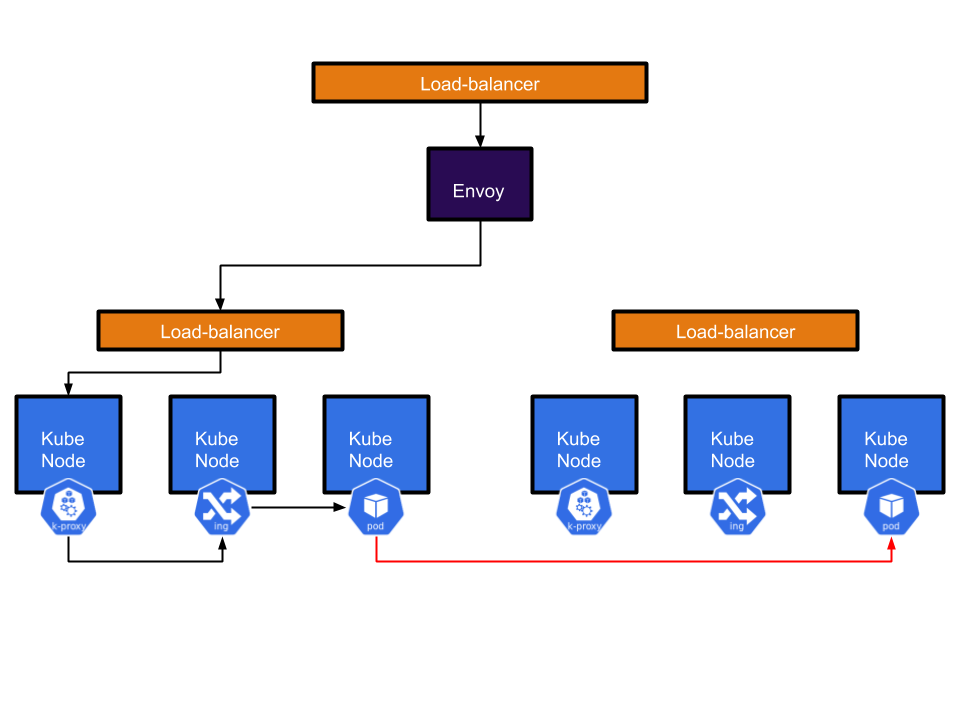 Load-balancer
Envoy
Load-balancer
Load-balancer
Kube
Node
Kube
Node
Kube
Node
Kube
Node
Kube
Node
Kube
Node
k-proxy
ing
pod
k-proxy
ing
pod